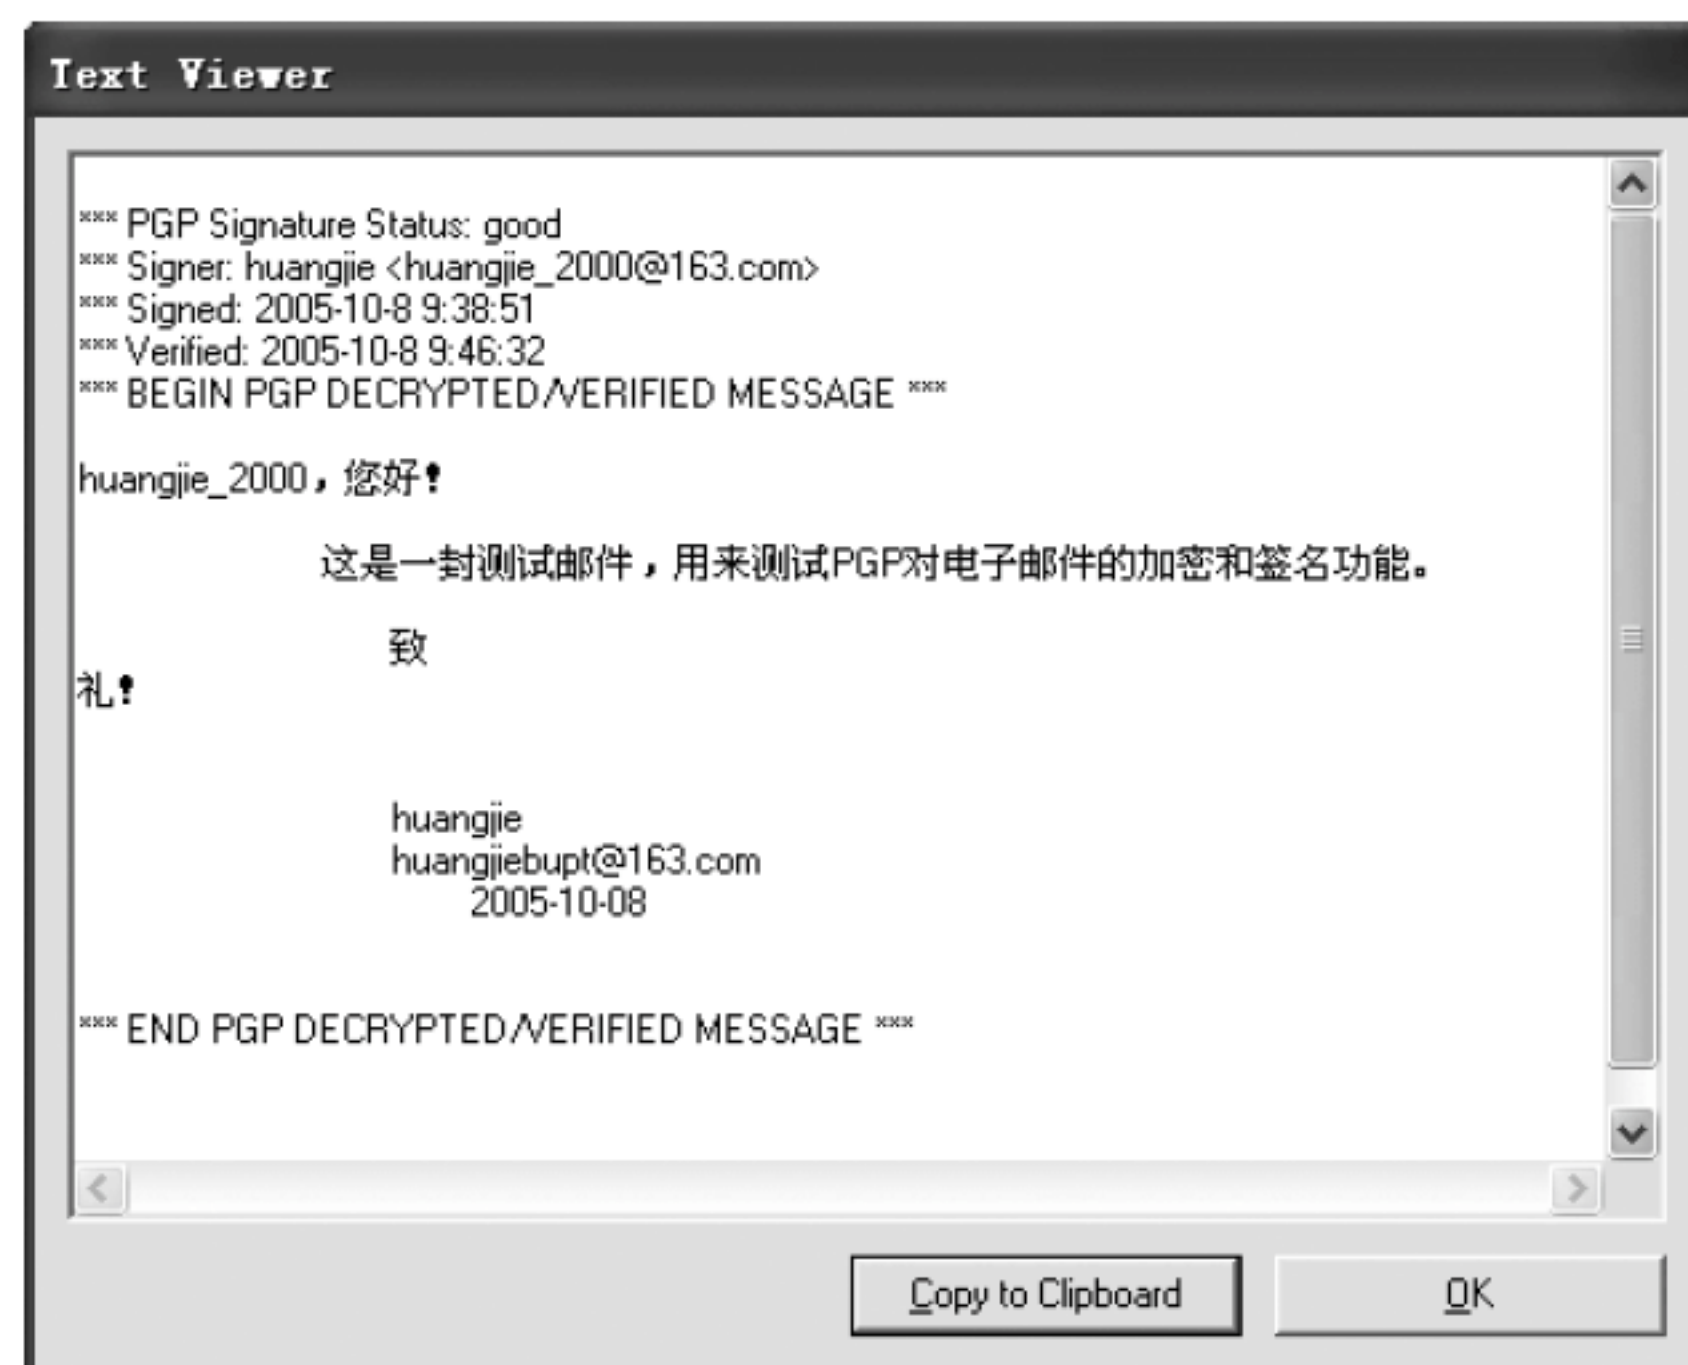 Text Viewer
*** PGP Signature Status: good
*** Signer: huangjie <huangjie_2000@163.com>
*** Signed: 2005-10-8 9:38:51
*** Verified: 2005-10-8 9:46:32
*** BEGIN PGP DECRYPTED/VERIFIED MESSAGE ***
huangjie_2000，您好！
这是一封测试邮件，用来测试PGP对电子邮件的加密和签名功能。
致
礼！
huangjie
huangjiebupt@163.com
2005-10-08
*** END PGP DECRYPTED/VERIFIED MESSAGE ***
Copy to Clipboard
OK